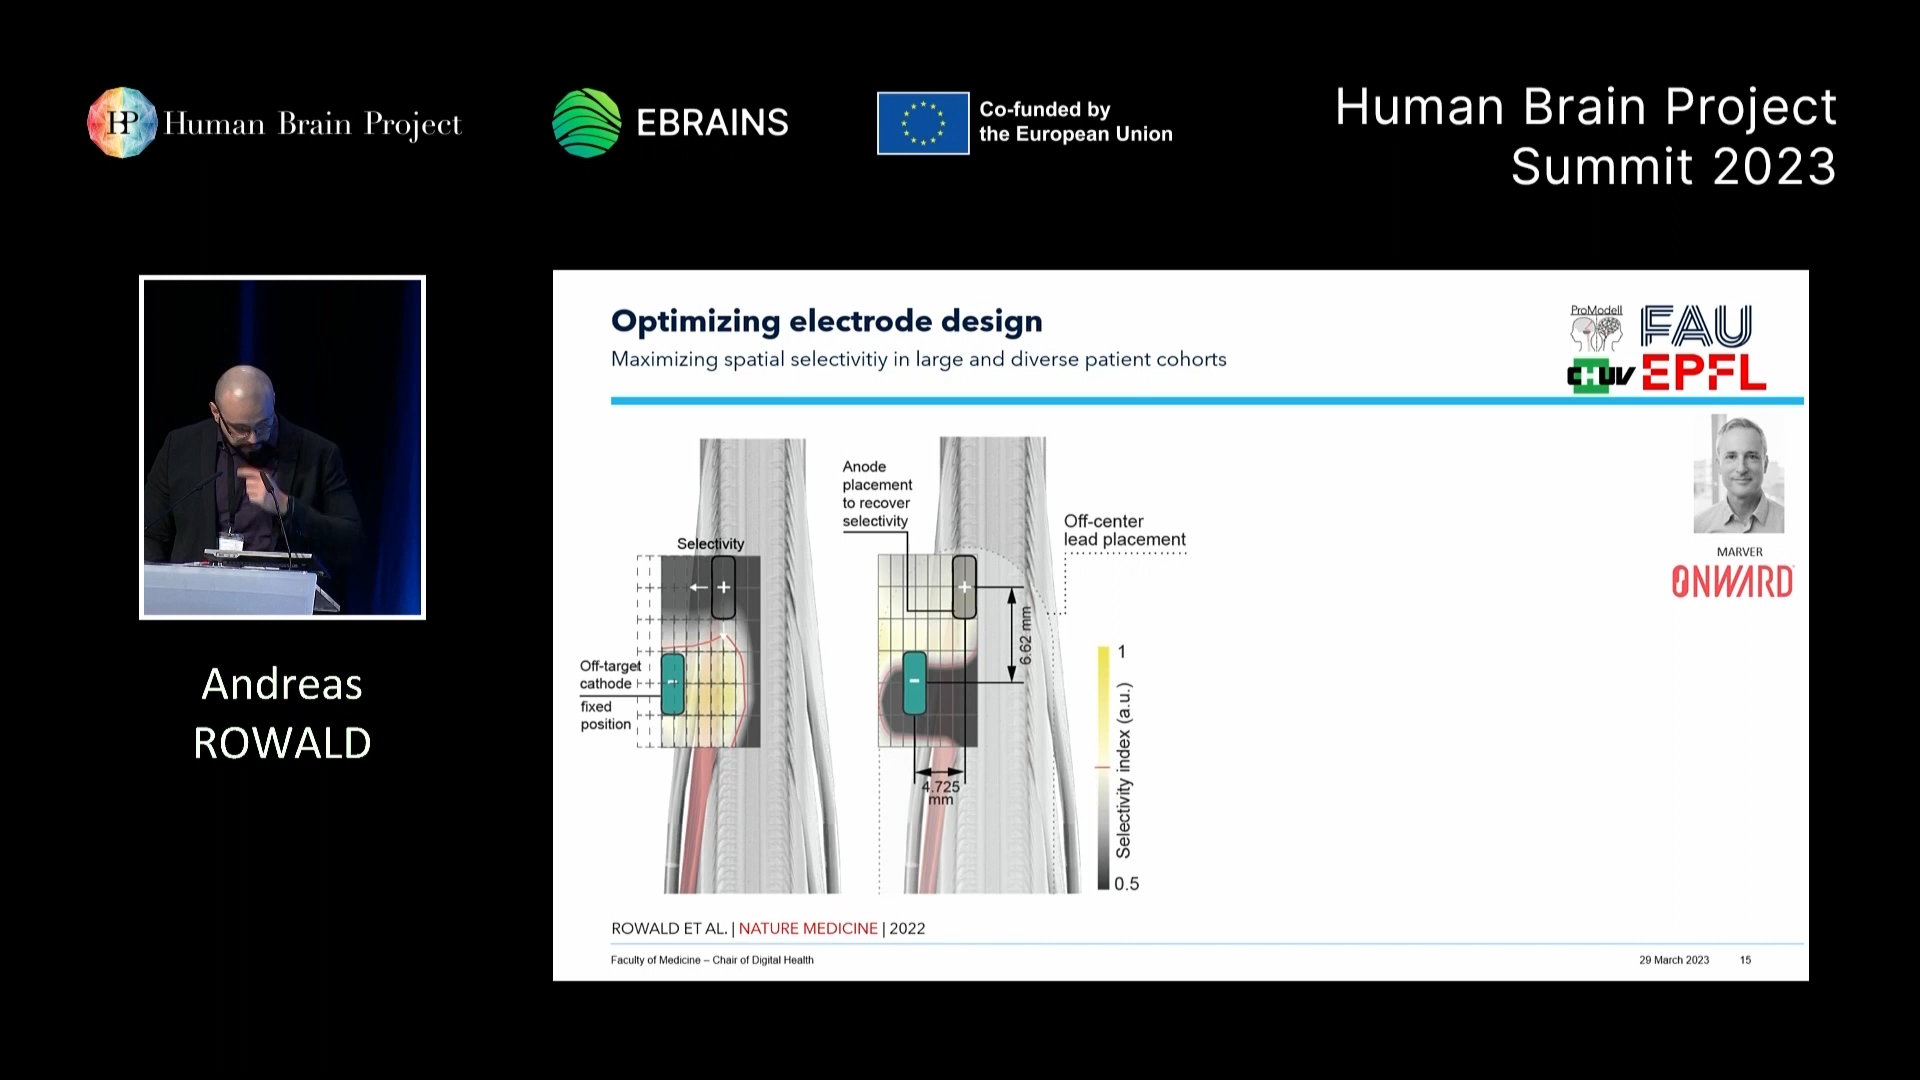 HP Human Brain Project
EBRAINS
Co-funded by
the European Union
Human Brain Project
Summit 2023
Andreas
ROWALD
Optimizing electrode design
Maximizing spatial selectivitiy in large and diverse patient cohorts
ProModell
FAU
CHUV
EPFL
MARVER
ONWARD
Selectivity
+
Off-target
cathode
fixed
position
-
Anode
placement
to recover
selectivity
+
-
Off-center
lead placement
6.62 mm
4.725
mm
1
Selectivity index (a.u.)
0.5
ROWALD ET AL. | NATURE MEDICINE | 2022
Faculty of Medicine – Chair of Digital Health
29 March 2023
15